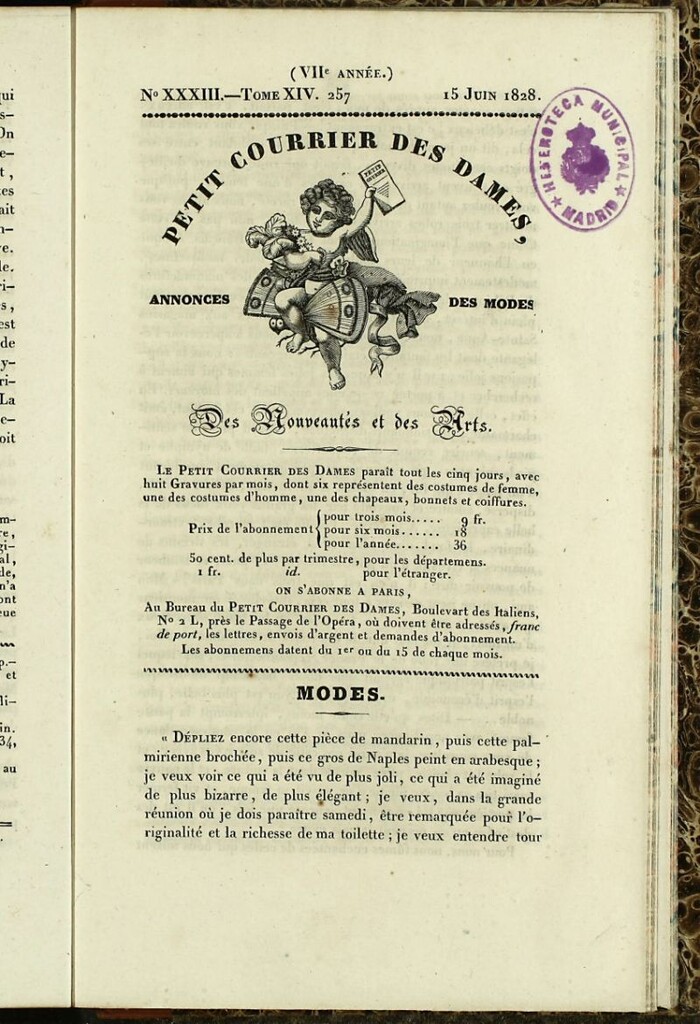 (VIIe ANNÉE.)
No XXXIII.—TOME XIV. 257 15 JUIN 1828.
PETIT COURRIER DES DAMES,
PETIT COURRIER
ANNONCES DES MODES
Des Nouveautés et des Arts.
HEMEROTECA MUNICIPAL
★ MADRID ★
LE PETIT COURRIER DES DAMES paraît tout les cinq jours, avec
huit Gravures par mois, dont six représentent des costumes de femme,
une des costumes d'homme, une des chapeaux, bonnets et coiffures.
Prix de l'abonnement { pour trois mois..... 9 fr.
pour six mois...... 18
pour l'année....... 36
50 cent. de plus par trimestre, pour les départemens.
1 fr. id. pour l'étranger.
ON S'ABONNE A PARIS,
Au Bureau du PETIT COURRIER DES DAMES, Boulevart des Italiens,
No 2 L, près le Passage de l'Opéra, où doivent être adressés, franc
de port, les lettres, envois d'argent et demandes d'abonnement.
Les abonnemens datent du 1er ou du 15 de chaque mois.
MODES.
« DÉPLIEZ encore cette pièce de mandarin, puis cette pal-
mirienne brochée, puis ce gros de Naples peint en arabesque;
je veux voir ce qui a été vu de plus joli, ce qui a été imaginé
de plus bizarre, de plus élégant; je veux, dans la grande
réunion où je dois paraître samedi, être remarquée pour l'o-
riginalité et la richesse de ma toilette; je veux entendre tour